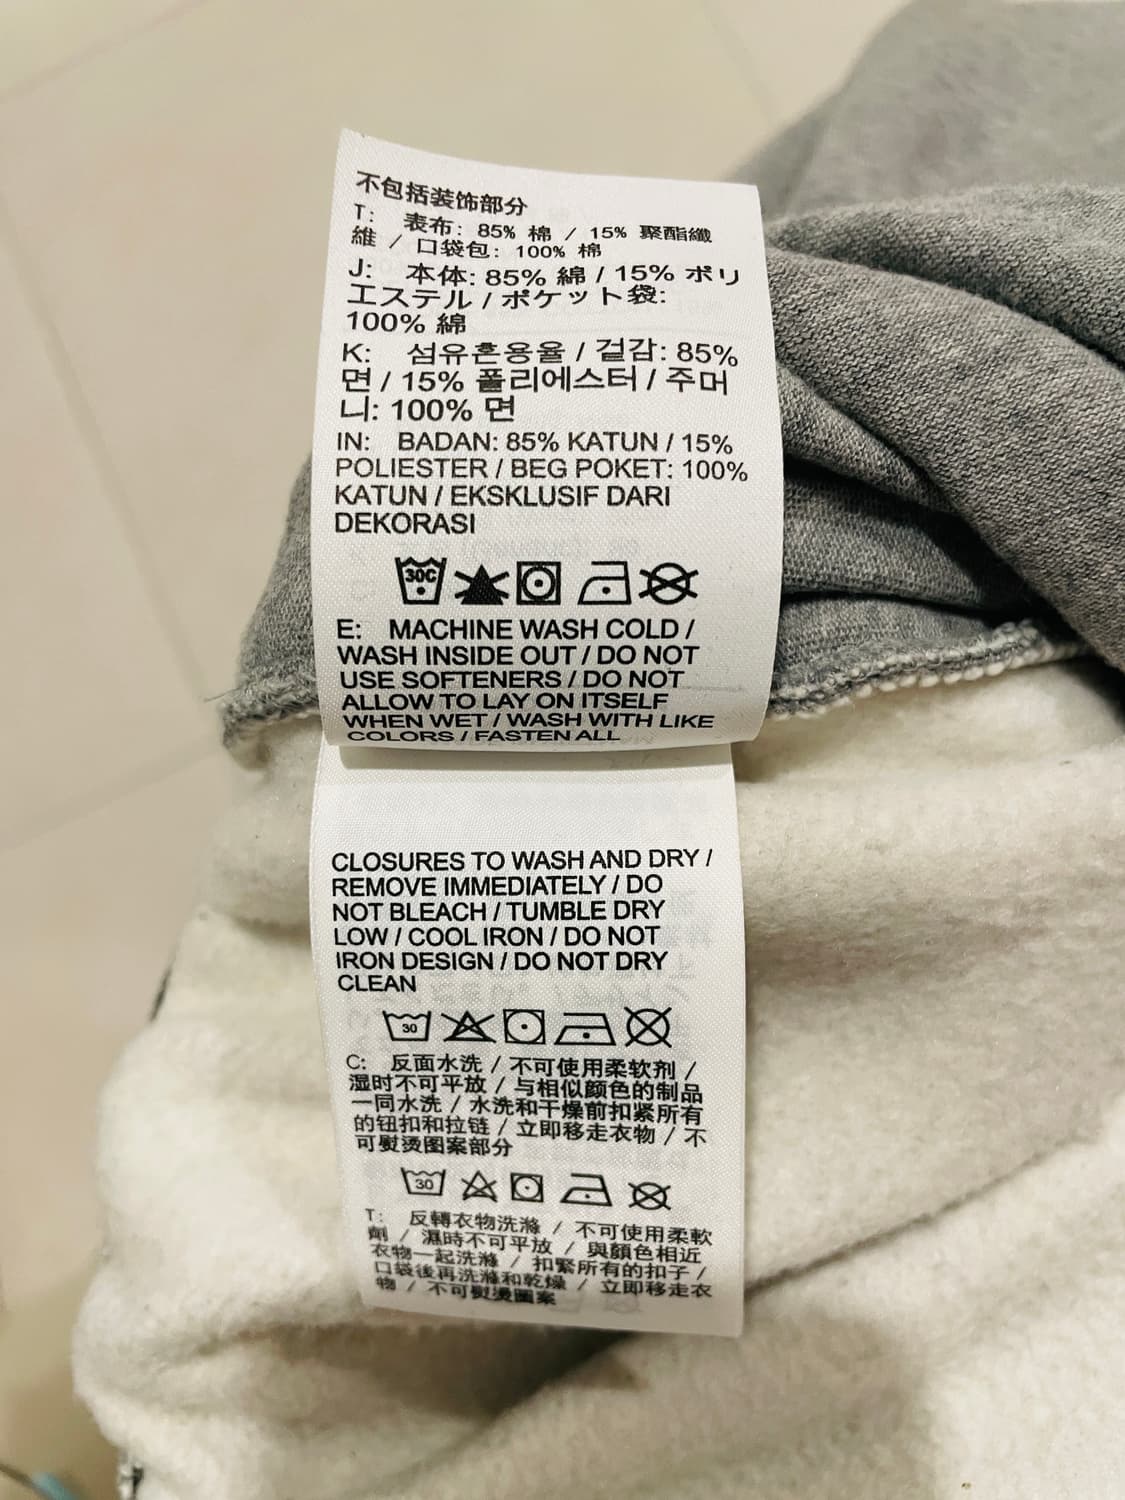 不包括装饰部分
T: 表布: 85% 棉 / 15% 聚酯纖
維 / 口袋包: 100% 棉
J: 本体: 85% 綿 / 15% ポリ
エステル / ポケット袋:
100% 綿
K: 섬유혼용율 / 겉감: 85%
면 / 15% 폴리에스터 / 주머
니: 100% 면
IN: BADAN: 85% KATUN / 15%
POLIESTER / BEG POKET: 100%
KATUN / EKSKLUSIF DARI
DEKORASI
30C
E: MACHINE WASH COLD /
WASH INSIDE OUT / DO NOT
USE SOFTENERS / DO NOT
ALLOW TO LAY ON ITSELF
WHEN WET / WASH WITH LIKE
COLORS / FASTEN ALL
CLOSURES TO WASH AND DRY /
REMOVE IMMEDIATELY / DO
NOT BLEACH / TUMBLE DRY
LOW / COOL IRON / DO NOT
IRON DESIGN / DO NOT DRY
CLEAN
30
C: 反面水洗 / 不可使用柔软剂 /
湿时不可平放 / 与相似颜色的制品
一同水洗 / 水洗和干燥前扣紧所有
的钮扣和拉链 / 立即移走衣物 / 不
可熨烫图案部分
30
T: 反轉衣物洗滌 / 不可使用柔軟
劑 / 濕時不可平放 / 與顏色相近
衣物一起洗滌 / 扣緊所有的扣子 /
口袋後再洗滌和乾燥 / 立即移走衣
物 / 不可熨燙圖案